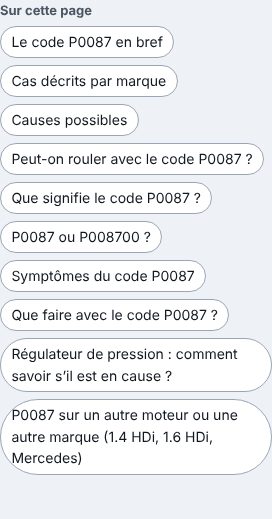 Sur cette page
Le code P0087 en bref
Cas décrits par marque
Causes possibles
Peut-on rouler avec le code P0087 ?
Que signifie le code P0087 ?
P0087 ou P008700 ?
Symptômes du code P0087
Que faire avec le code P0087 ?
Régulateur de pression : comment
savoir s’il est en cause ?
P0087 sur un autre moteur ou une
autre marque (1.4 HDi, 1.6 HDi,
Mercedes)